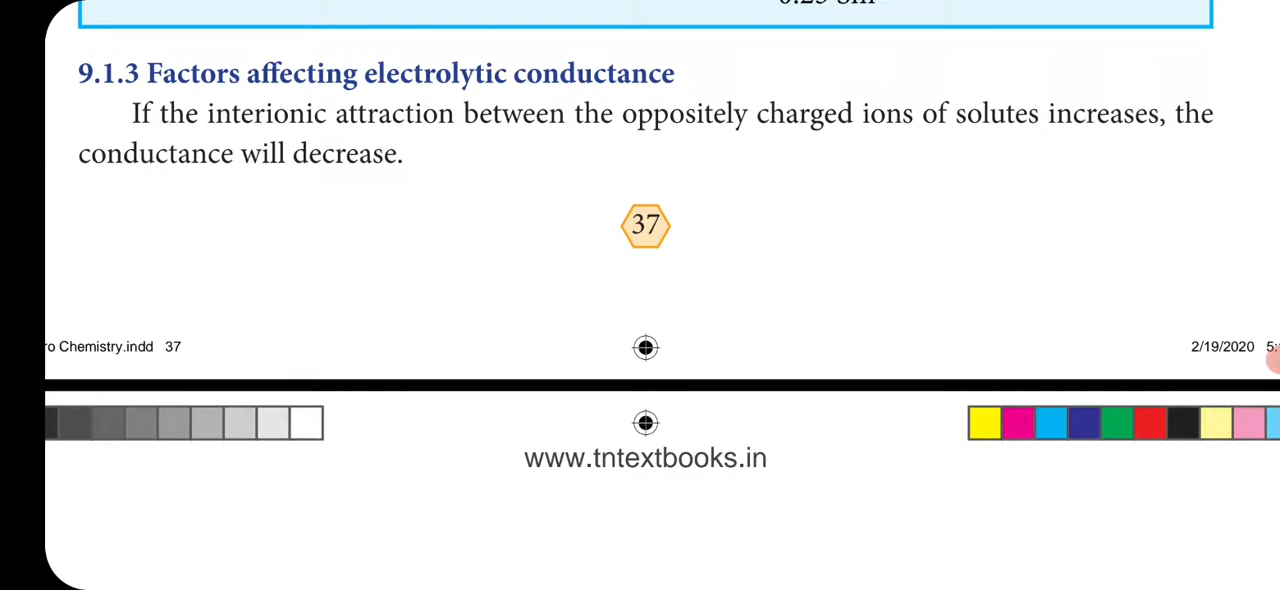 9.1.3 Factors affecting electrolytic conductance
If the interionic attraction between the oppositely charged ions of solutes increases, the
conductance will decrease.
37
Chemistry.indd 37
2/19/2020
www.tntextbooks.in